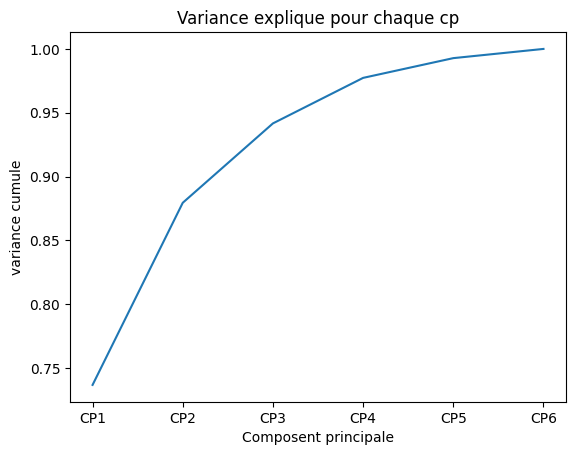 Variance explique pour chaque cp
variance cumule
1.00
0.95
0.90
0.85
0.80
0.75
CP1 CP2 CP3 CP4 CP5 CP6
Composent principale